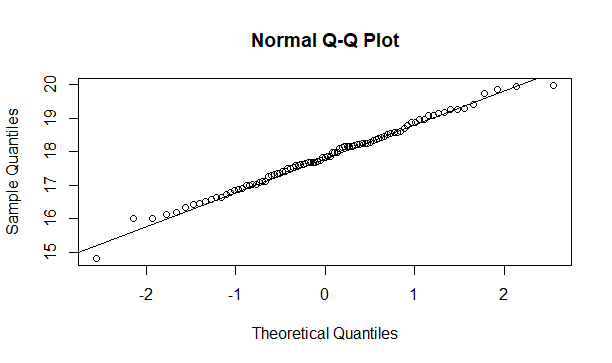 Normal Q-Q Plot
Sample Quantiles
20
19
18
17
16
15
-2 -1 0 1 2
Theoretical Quantiles